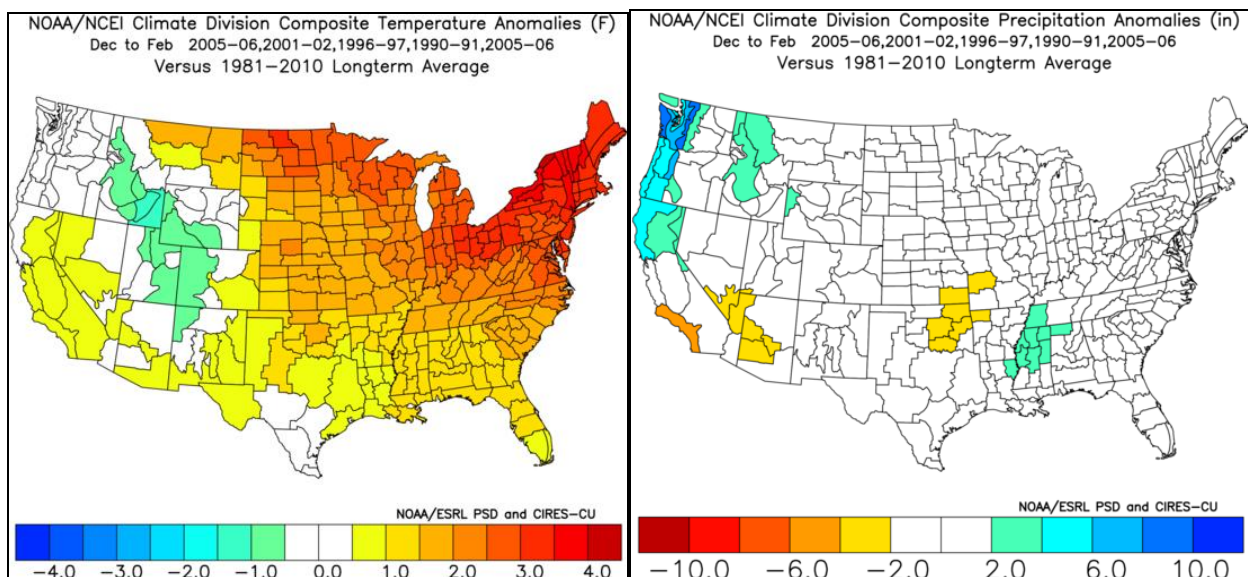 NOAA/NCEI Climate Division Composite Temperature Anomalies (F)
Dec to Feb 2005-06,2001-02,1996-97,1990-91,2005-06
Versus 1981-2010 Longterm Average
NOAA/ESRL PSD and CIRES-CU
-4.0 -3.0 -2.0 -1.0 0.0 1.0 2.0 3.0 4.0
NOAA/NCEI Climate Division Composite Precipitation Anomalies (in)
Dec to Feb 2005-06,2001-02,1996-97,1990-91,2005-06
Versus 1981-2010 Longterm Average
NOAA/ESRL PSD and CIRES-CU
-10.0 -6.0 -2.0 2.0 6.0 10.0